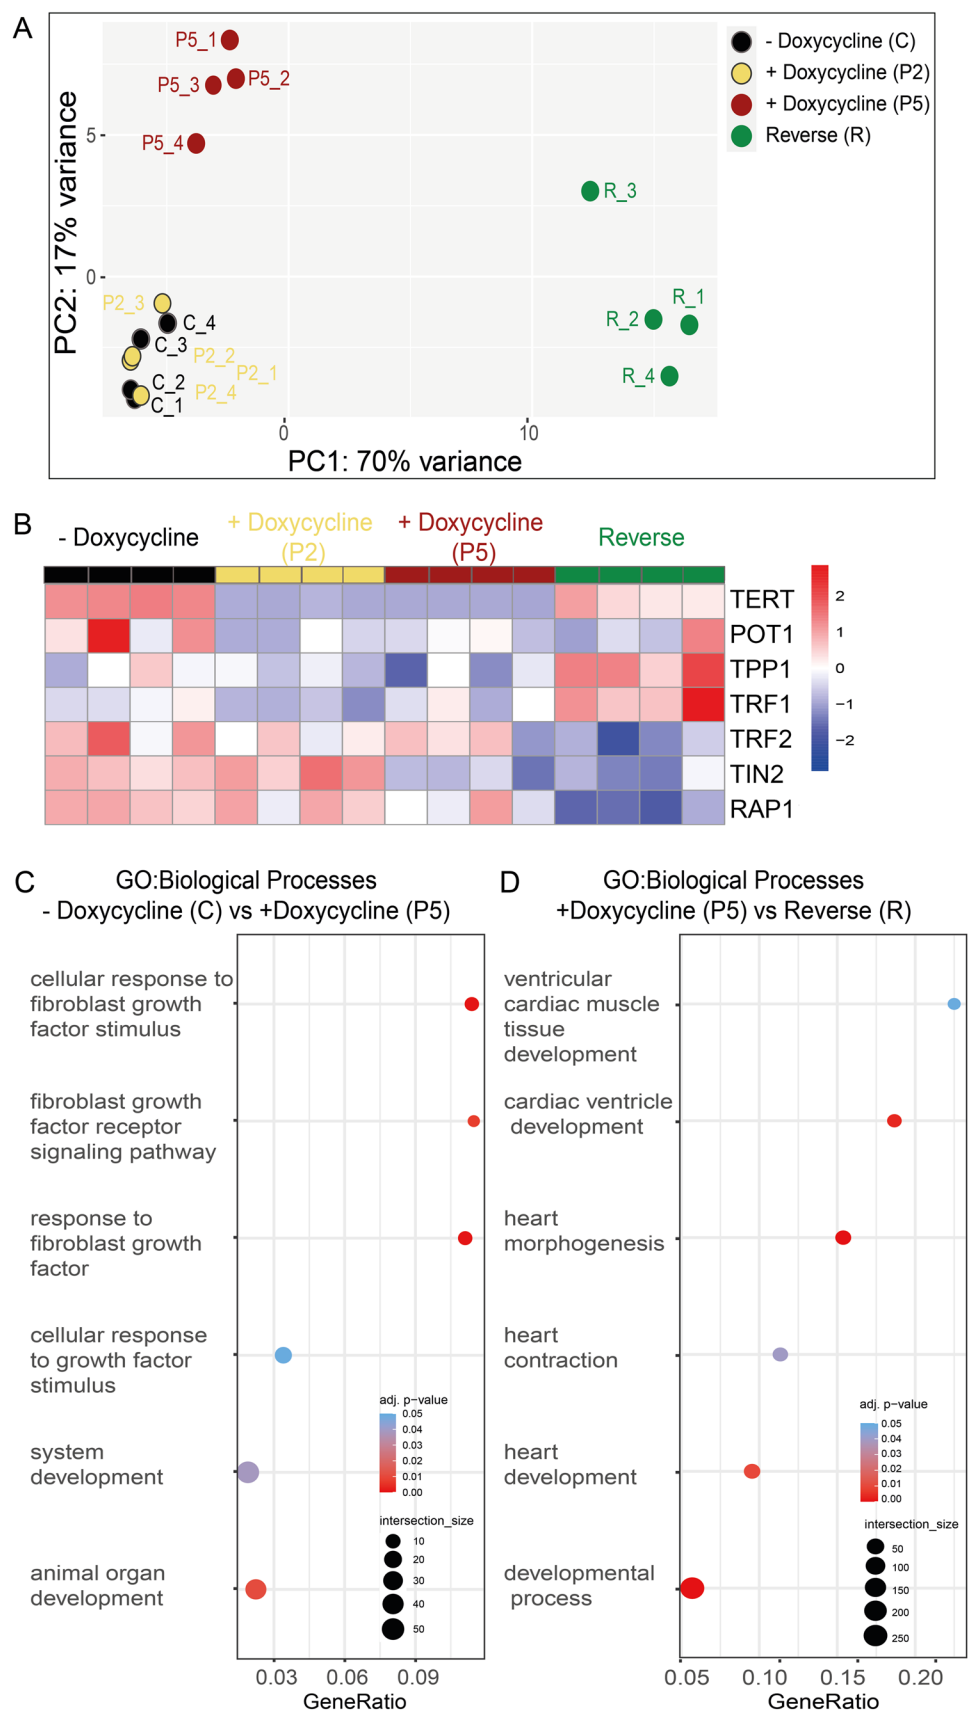 A
P5_1
P5_3
P5_2
P5_4
R_3
P2_3
C_4
C_3
P2_2
P2_1
C_2
P2_4
C_1
R_1
R_2
R_4
5
0
PC2: 17% variance
0
10
PC1: 70% variance
- Doxycycline (C)
+ Doxycycline (P2)
+ Doxycycline (P5)
Reverse (R)
B
- Doxycycline
+ Doxycycline
(P2)
+ Doxycycline
(P5)
Reverse
TERT
POT1
TPP1
TRF1
TRF2
TIN2
RAP1
2
1
0
−1
−2
C
GO:Biological Processes
- Doxycycline (C) vs +Doxycycline (P5)
cellular response to
fibroblast growth
factor stimulus
fibroblast growth
factor receptor
signaling pathway
response to
fibroblast growth
factor
cellular response
to growth factor
stimulus
system
development
animal organ
development
adj. p−value
0.05
0.04
0.03
0.02
0.01
0.00
intersection_size
10
20
30
40
50
0.03
0.06
0.09
GeneRatio
D
GO:Biological Processes
+Doxycycline (P5) vs Reverse (R)
ventricular
cardiac muscle
tissue
development
cardiac ventricle
development
heart
morphogenesis
heart
contraction
heart
development
developmental
process
adj. p−value
0.05
0.04
0.03
0.02
0.01
0.00
intersection_size
50
100
150
200
250
0.05
0.10
0.15
0.20
GeneRatio